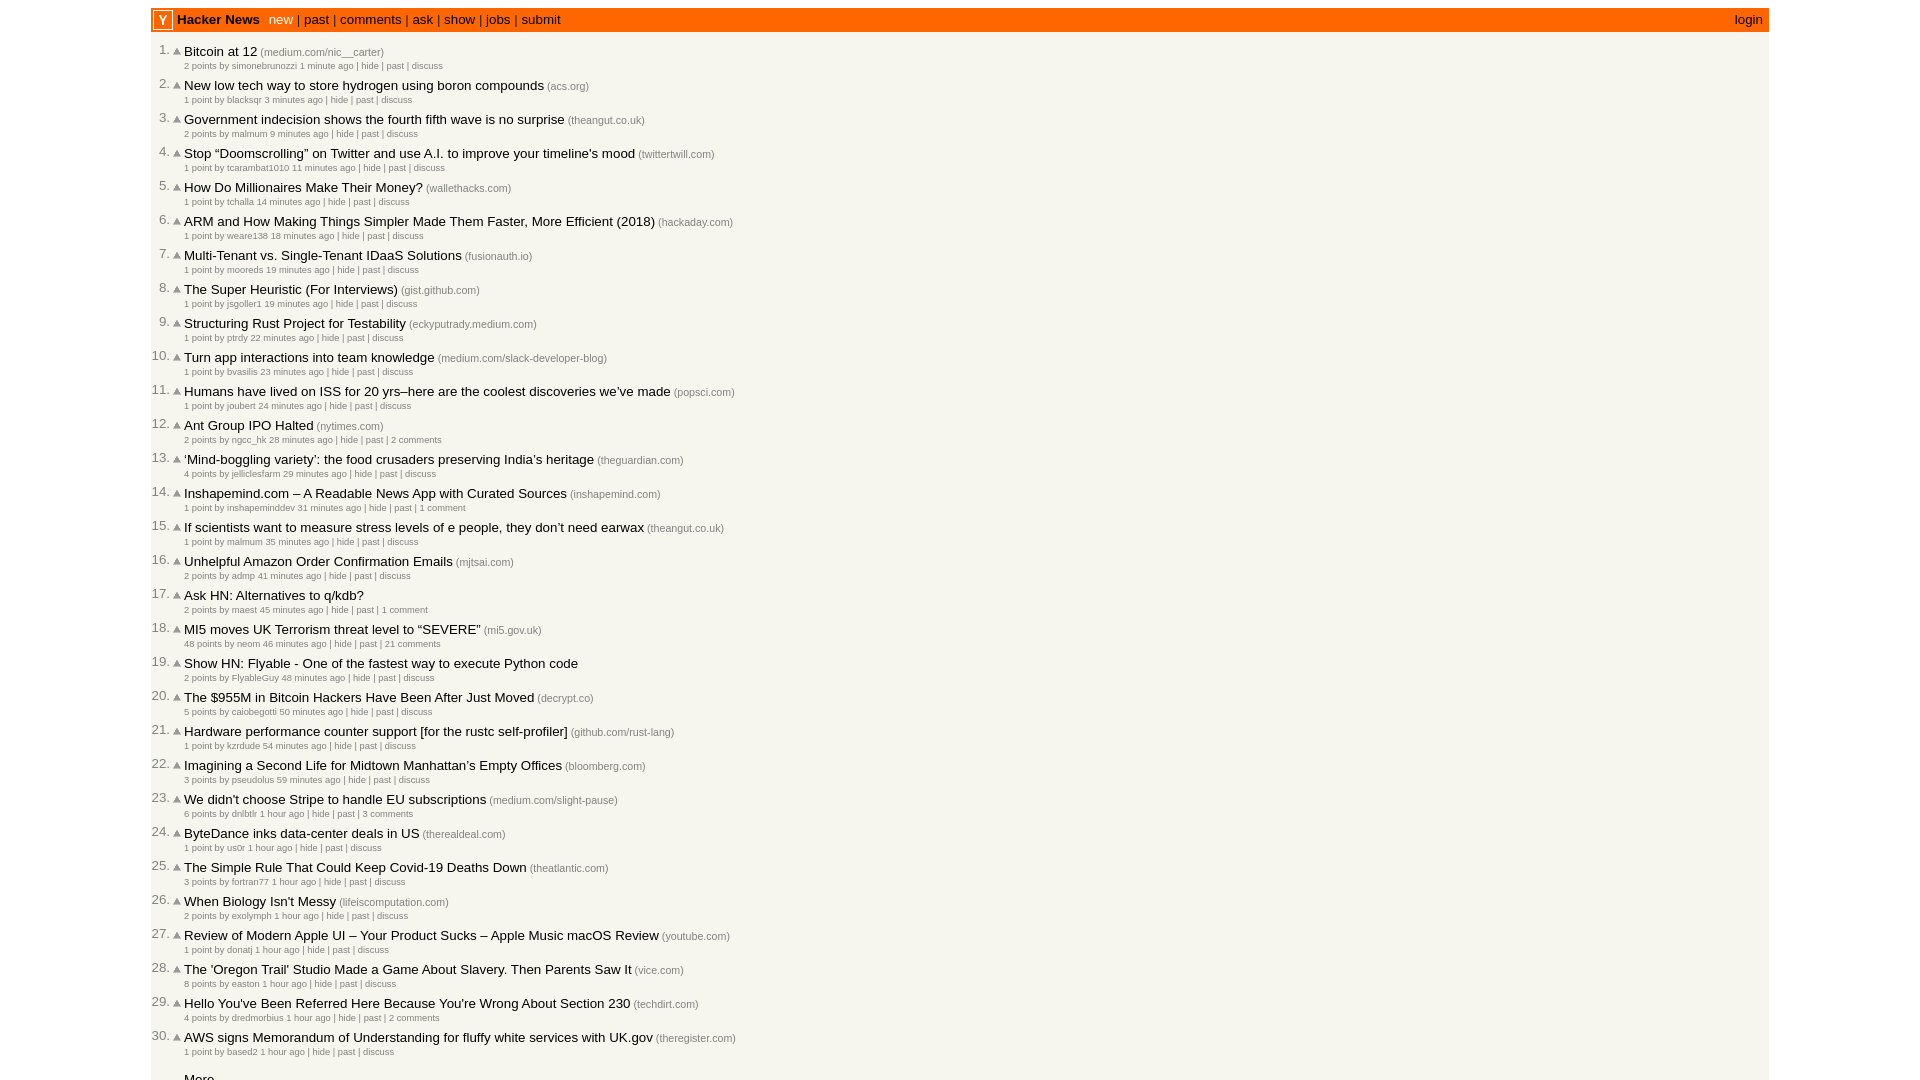 Y Hacker News new | past | comments | ask | show | jobs | submit login
1. Bitcoin at 12 (medium.com/nic__carter)
2 points by simonebrunozzi 1 minute ago | hide | past | discuss
2. New low tech way to store hydrogen using boron compounds (acs.org)
1 point by blacksqr 3 minutes ago | hide | past | discuss
3. Government indecision shows the fourth fifth wave is no surprise (theangut.co.uk)
2 points by malmum 9 minutes ago | hide | past | discuss
4. Stop “Doomscrolling” on Twitter and use A.I. to improve your timeline's mood (twittertwill.com)
1 point by tcarambat1010 11 minutes ago | hide | past | discuss
5. How Do Millionaires Make Their Money? (wallethacks.com)
1 point by tchalla 14 minutes ago | hide | past | discuss
6. ARM and How Making Things Simpler Made Them Faster, More Efficient (2018) (hackaday.com)
1 point by weare138 18 minutes ago | hide | past | discuss
7. Multi-Tenant vs. Single-Tenant IDaaS Solutions (fusionauth.io)
1 point by mooreds 19 minutes ago | hide | past | discuss
8. The Super Heuristic (For Interviews) (gist.github.com)
1 point by jsgoller1 19 minutes ago | hide | past | discuss
9. Structuring Rust Project for Testability (eckyputrady.medium.com)
1 point by ptrdy 22 minutes ago | hide | past | discuss
10. Turn app interactions into team knowledge (medium.com/slack-developer-blog)
1 point by bvasilis 23 minutes ago | hide | past | discuss
11. Humans have lived on ISS for 20 yrs–here are the coolest discoveries we’ve made (popsci.com)
1 point by joubert 24 minutes ago | hide | past | discuss
12. Ant Group IPO Halted (nytimes.com)
2 points by ngcc_hk 28 minutes ago | hide | past | 2 comments
13. ‘Mind-boggling variety’: the food crusaders preserving India’s heritage (theguardian.com)
4 points by jelliclesfarm 29 minutes ago | hide | past | discuss
14. Inshapemind.com – A Readable News App with Curated Sources (inshapemind.com)
1 point by inshapeminddev 31 minutes ago | hide | past | 1 comment
15. If scientists want to measure stress levels of e people, they don’t need earwax (theangut.co.uk)
1 point by malmum 35 minutes ago | hide | past | discuss
16. Unhelpful Amazon Order Confirmation Emails (mjtsai.com)
2 points by admp 41 minutes ago | hide | past | discuss
17. Ask HN: Alternatives to q/kdb?
2 points by maest 45 minutes ago | hide | past | 1 comment
18. MI5 moves UK Terrorism threat level to “SEVERE” (mi5.gov.uk)
48 points by neom 46 minutes ago | hide | past | 21 comments
19. Show HN: Flyable - One of the fastest way to execute Python code
2 points by FlyableGuy 48 minutes ago | hide | past | discuss
20. The $955M in Bitcoin Hackers Have Been After Just Moved (decrypt.co)
5 points by caiobegotti 50 minutes ago | hide | past | discuss
21. Hardware performance counter support [for the rustc self-profiler] (github.com/rust-lang)
1 point by kzrdude 54 minutes ago | hide | past | discuss
22. Imagining a Second Life for Midtown Manhattan’s Empty Offices (bloomberg.com)
3 points by pseudolus 59 minutes ago | hide | past | discuss
23. We didn't choose Stripe to handle EU subscriptions (medium.com/slight-pause)
6 points by dnlbtlr 1 hour ago | hide | past | 3 comments
24. ByteDance inks data-center deals in US (therealdeal.com)
1 point by us0r 1 hour ago | hide | past | discuss
25. The Simple Rule That Could Keep Covid-19 Deaths Down (theatlantic.com)
3 points by fortran77 1 hour ago | hide | past | discuss
26. When Biology Isn't Messy (lifeiscomputation.com)
2 points by exolymph 1 hour ago | hide | past | discuss
27. Review of Modern Apple UI – Your Product Sucks – Apple Music macOS Review (youtube.com)
1 point by donatj 1 hour ago | hide | past | discuss
28. The 'Oregon Trail' Studio Made a Game About Slavery. Then Parents Saw It (vice.com)
8 points by easton 1 hour ago | hide | past | discuss
29. Hello You've Been Referred Here Because You're Wrong About Section 230 (techdirt.com)
4 points by dredmorbius 1 hour ago | hide | past | 2 comments
30. AWS signs Memorandum of Understanding for fluffy white services with UK.gov (theregister.com)
1 point by based2 1 hour ago | hide | past | discuss
More